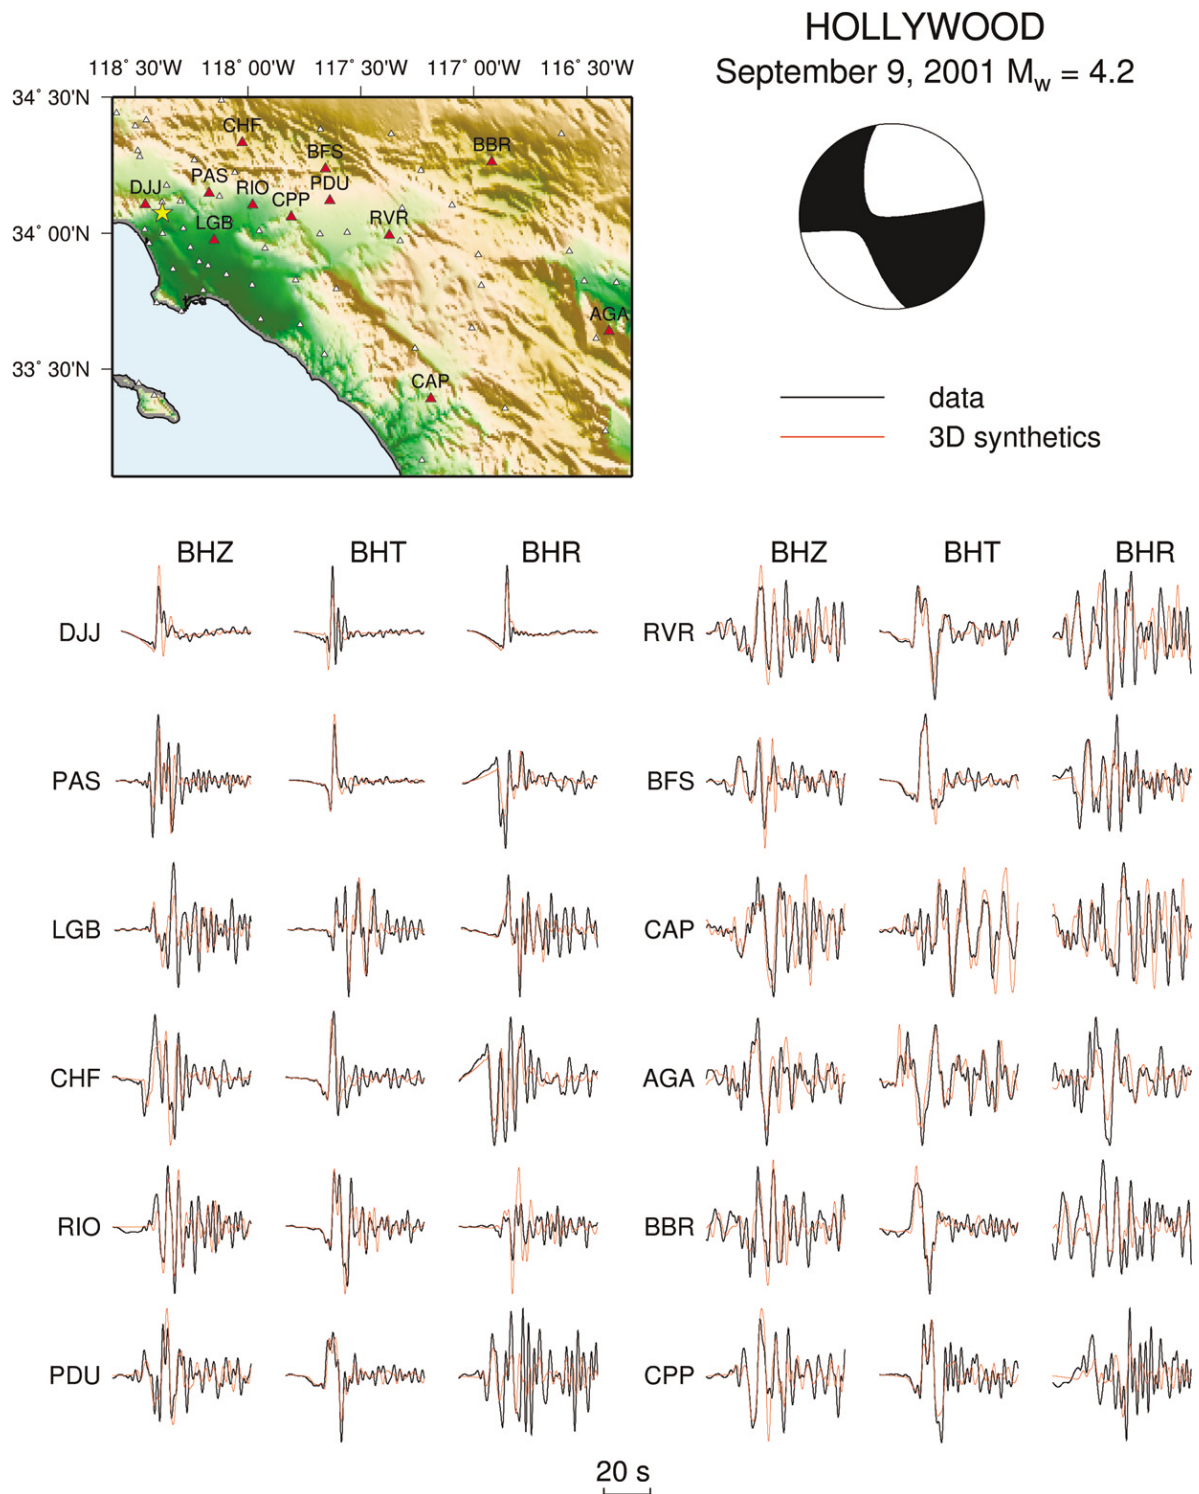 HOLLYWOOD
September 9, 2001 Mw = 4.2
118° 30'W 118° 00'W 117° 30'W 117° 00'W 116° 30'W
34° 30'N
34° 00'N
33° 30'N
CHF
BFS
BBR
PAS
DJJ
RIO
PDU
CPP
LGB
RVR
AGA
CAP
data
3D synthetics
BHZ BHT BHR BHZ BHT BHR
DJJ RVR
PAS BFS
LGB CAP
CHF AGA
RIO BBR
PDU CPP
20 s